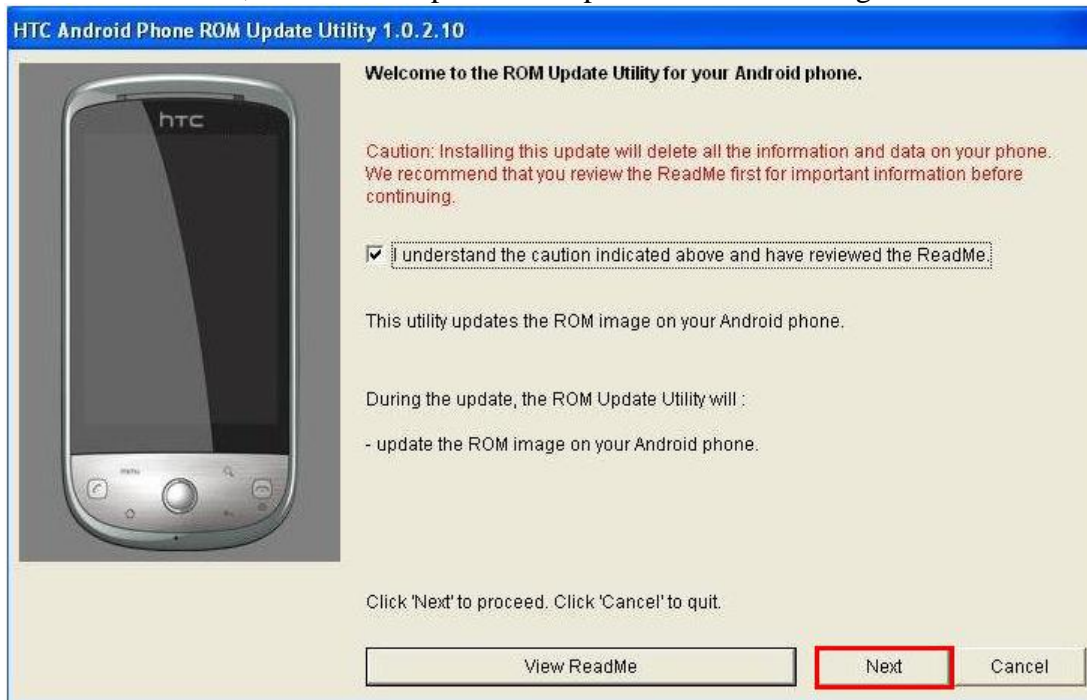 HTC Android Phone ROM Update Utility 1.0.2.10
Welcome to the ROM Update Utility for your Android phone.
hTC
Caution: Installing this update will delete all the information and data on your phone.
We recommend that you review the ReadMe first for important information before
continuing.
I understand the caution indicated above and have reviewed the ReadMe.
This utility updates the ROM image on your Android phone.
During the update, the ROM Update Utility will :
- update the ROM image on your Android phone.
menu
Click 'Next' to proceed. Click 'Cancel' to quit.
View ReadMe
Next
Cancel